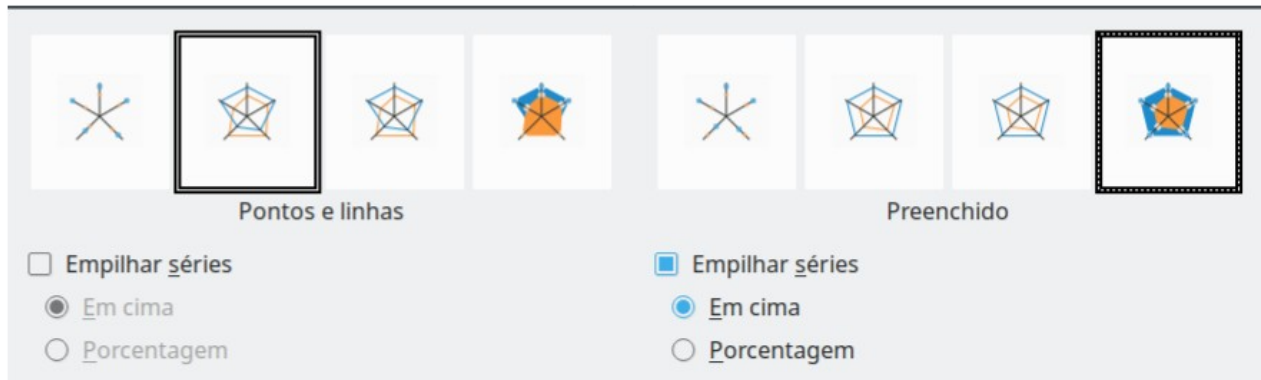 Pontos e linhas
Preenchido
Empilhar séries
Em cima
Porcentagem
Empilhar séries
Em cima
Porcentagem